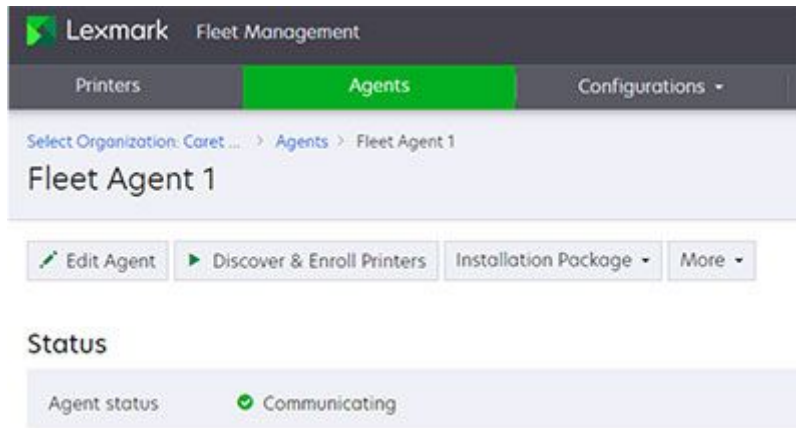 Lexmark Fleet Management
Printers Agents Configurations
Select Organization: Caret ... > Agents > Fleet Agent 1
Fleet Agent 1
Edit Agent Discover & Enroll Printers Installation Package More
Status
Agent status Communicating